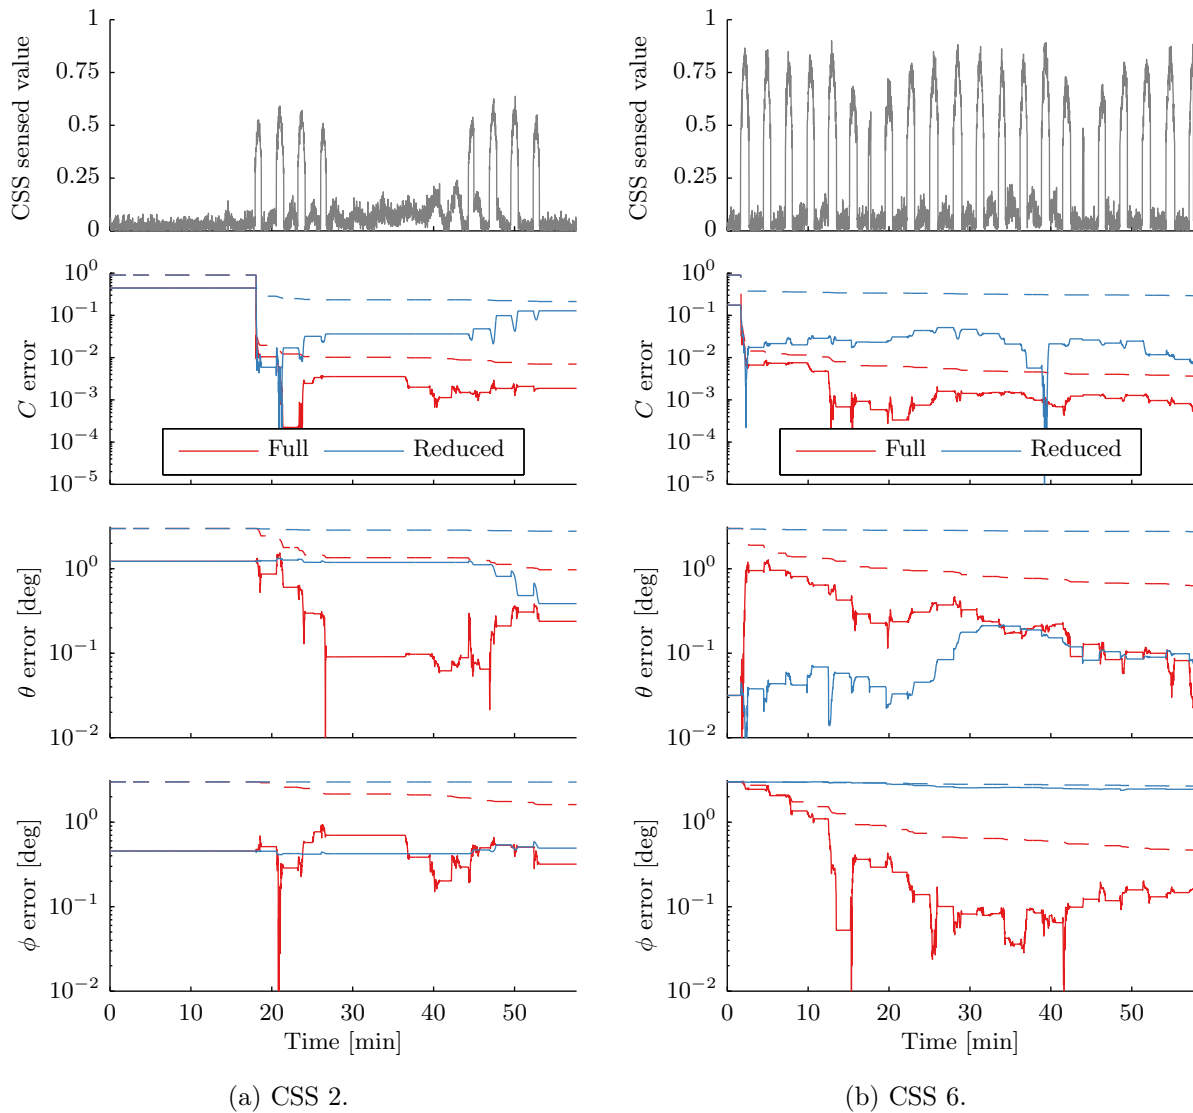 1
0.75
0.5
0.25
0
CSS sensed value
10^0
10^-1
10^-2
10^-3
10^-4
10^-5
C error
Full Reduced
10^0
10^-1
10^-2
θ error [deg]
10^0
10^-1
10^-2
ϕ error [deg]
0 10 20 30 40 50
Time [min]
(a) CSS 2.
1
0.75
0.5
0.25
0
CSS sensed value
10^0
10^-1
10^-2
10^-3
10^-4
10^-5
C error
Full Reduced
10^0
10^-1
10^-2
θ error [deg]
10^0
10^-1
10^-2
ϕ error [deg]
0 10 20 30 40 50
Time [min]
(b) CSS 6.